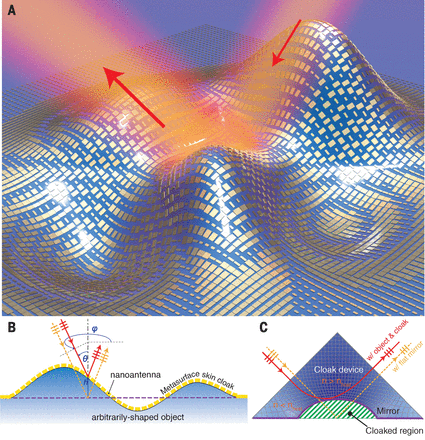 A
B
φ
θ
nanoantenna
Metasurface skin cloak
arbitrarily-shaped object
C
w/ object & cloak
w/ flat mirror
Cloak device
Mirror
Cloaked region